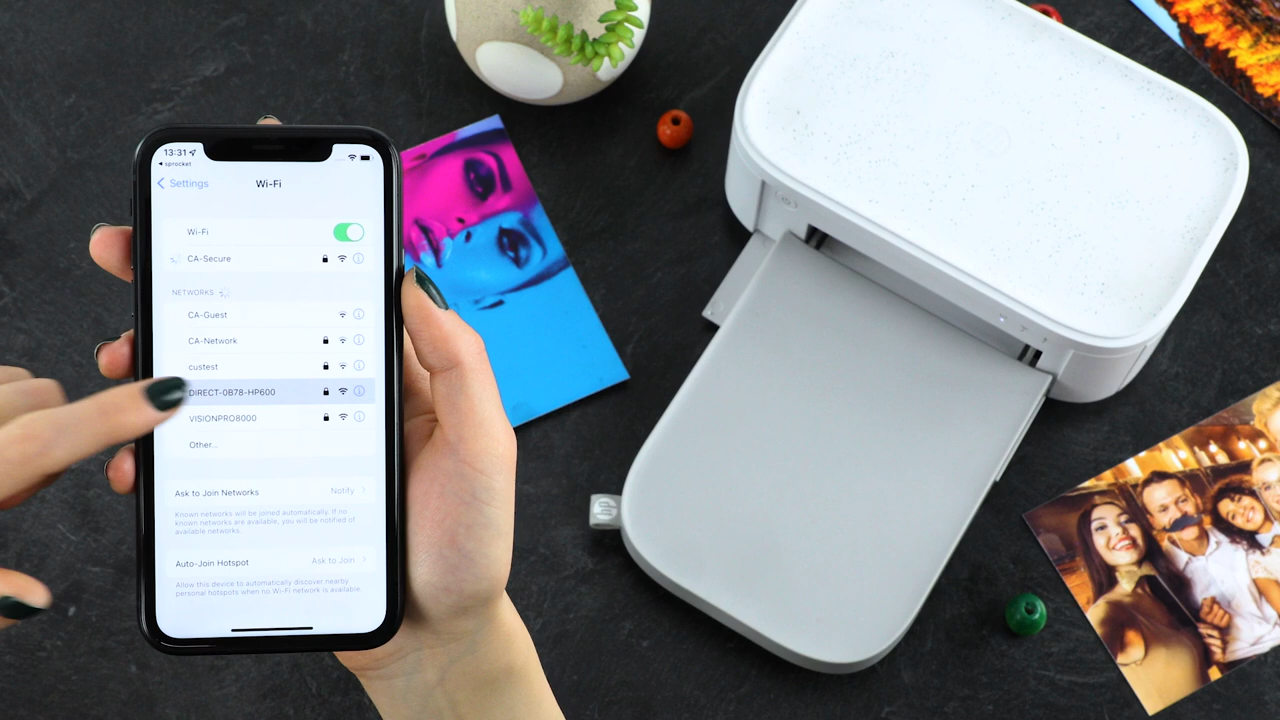 13:31
◂ sprocket
Settings
Wi-Fi
Wi-Fi
CA-Secure
NETWORKS
CA-Guest
CA-Network
custest
DIRECT-0B78-HP600
VISIONPRO8000
Other...
Ask to Join Networks Notify
Known networks will be joined automatically. If no
known networks are available, you will be notified of
available networks.
Auto-Join Hotspot Ask to Join
Allow this device to automatically discover nearby
personal hotspots when no Wi-Fi network is available.
hp